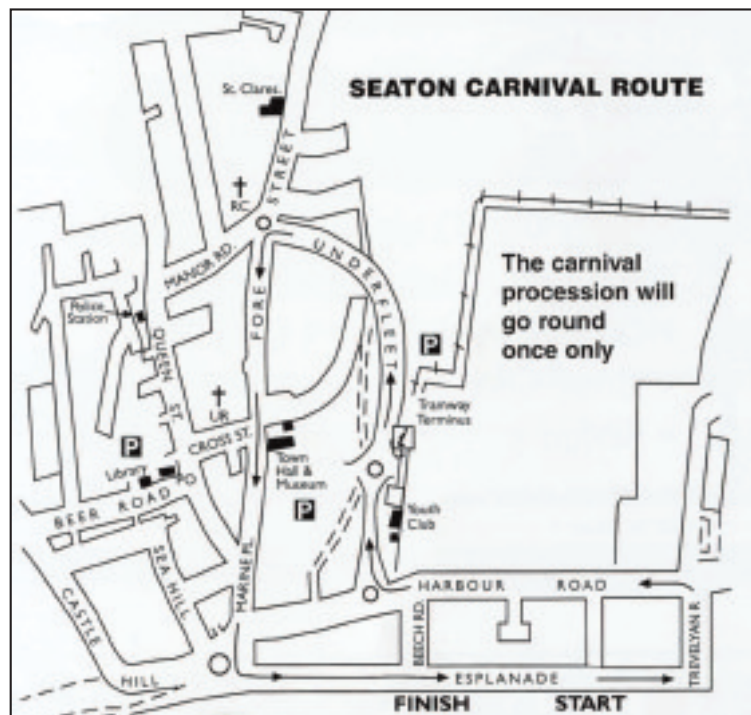 SEATON CARNIVAL ROUTE
St. Clares
RC
STREET
MANOR RD.
UNDERFLEET
The carnival
procession will
go round
once only
Police
Station
FORE
QUEEN ST.
P
Tramway
Terminus
UR
CROSS ST.
P
Library
Town
Hall &
Museum
PO
BEER ROAD
P
Youth
Club
SEA HILL
MARINE PL.
CASTLE
HILL
HARBOUR ROAD
BEECH RD.
TREVELYAN R
ESPLANADE
FINISH START